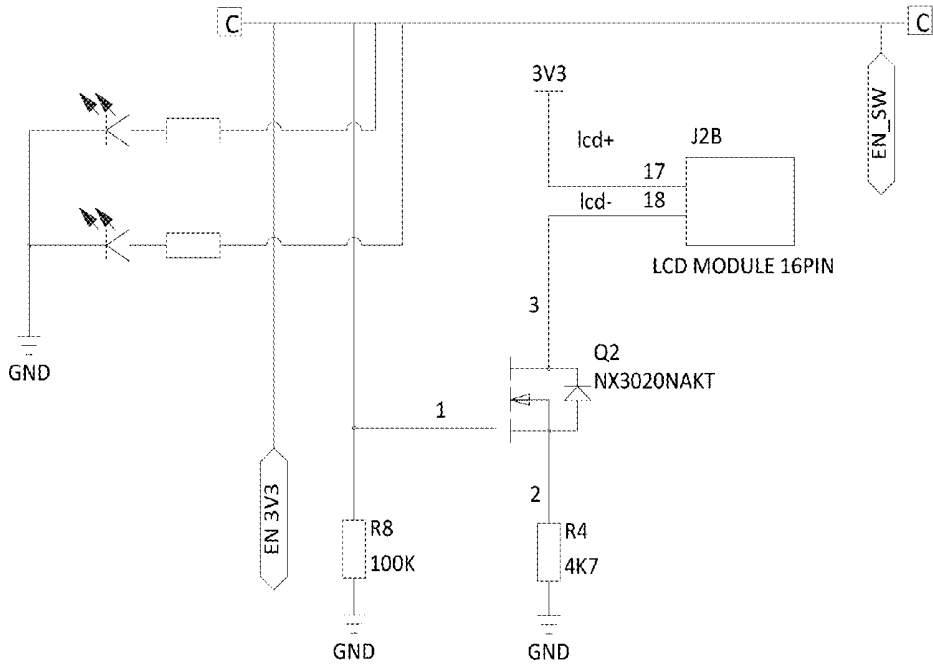 C
C
3V3
EN_SW
lcd+
J2B
17
lcd-
18
LCD MODULE 16PIN
3
Q2
NX3020NAKT
GND
1
2
EN 3V3
R8
100K
R4
4K7
GND
GND